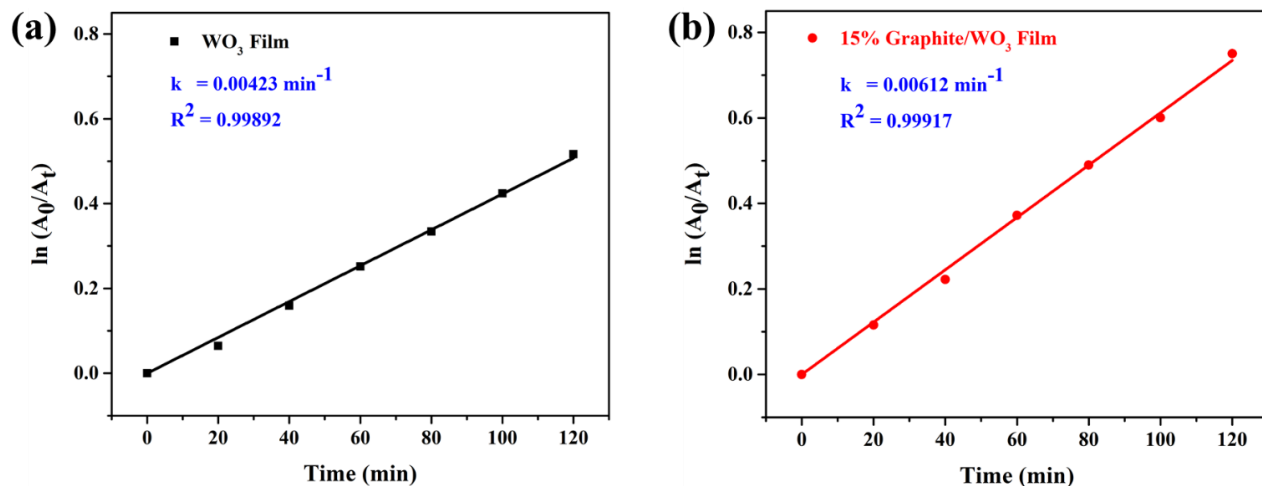 (a)
WO₃ Film
k = 0.00423 min⁻¹
R² = 0.99892
ln (A₀/Aₜ)
0.8
0.6
0.4
0.2
0.0
0 20 40 60 80 100 120
Time (min)
(b)
15% Graphite/WO₃ Film
k = 0.00612 min⁻¹
R² = 0.99917
ln (A₀/Aₜ)
0.8
0.6
0.4
0.2
0.0
0 20 40 60 80 100 120
Time (min)